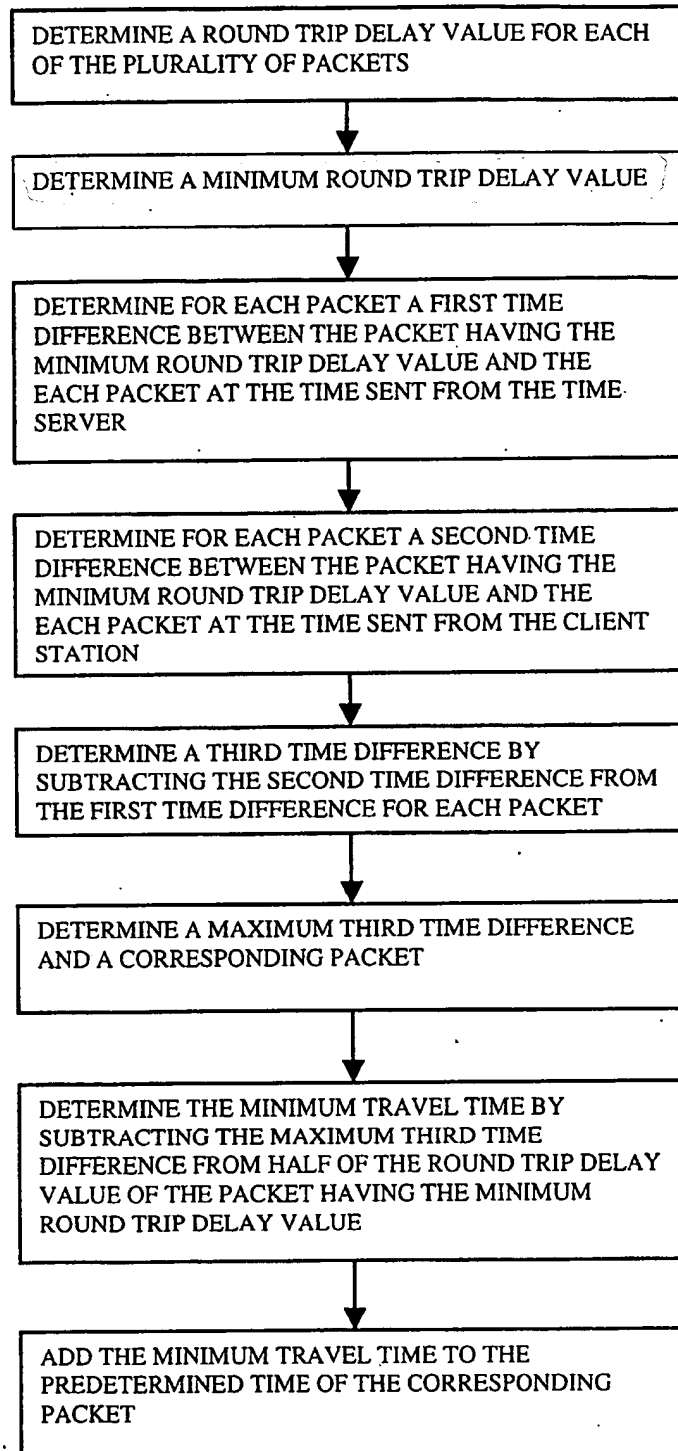 DETERMINE A ROUND TRIP DELAY VALUE FOR EACH
OF THE PLURALITY OF PACKETS
DETERMINE A MINIMUM ROUND TRIP DELAY VALUE
DETERMINE FOR EACH PACKET A FIRST TIME
DIFFERENCE BETWEEN THE PACKET HAVING THE
MINIMUM ROUND TRIP DELAY VALUE AND THE
EACH PACKET AT THE TIME SENT FROM THE TIME
SERVER
DETERMINE FOR EACH PACKET A SECOND TIME
DIFFERENCE BETWEEN THE PACKET HAVING THE
MINIMUM ROUND TRIP DELAY VALUE AND THE
EACH PACKET AT THE TIME SENT FROM THE CLIENT
STATION
DETERMINE A THIRD TIME DIFFERENCE BY
SUBTRACTING THE SECOND TIME DIFFERENCE FROM
THE FIRST TIME DIFFERENCE FOR EACH PACKET
DETERMINE A MAXIMUM THIRD TIME DIFFERENCE
AND A CORRESPONDING PACKET
DETERMINE THE MINIMUM TRAVEL TIME BY
SUBTRACTING THE MAXIMUM THIRD TIME
DIFFERENCE FROM HALF OF THE ROUND TRIP DELAY
VALUE OF THE PACKET HAVING THE MINIMUM
ROUND TRIP DELAY VALUE
ADD THE MINIMUM TRAVEL TIME TO THE
PREDETERMINED TIME OF THE CORRESPONDING
PACKET